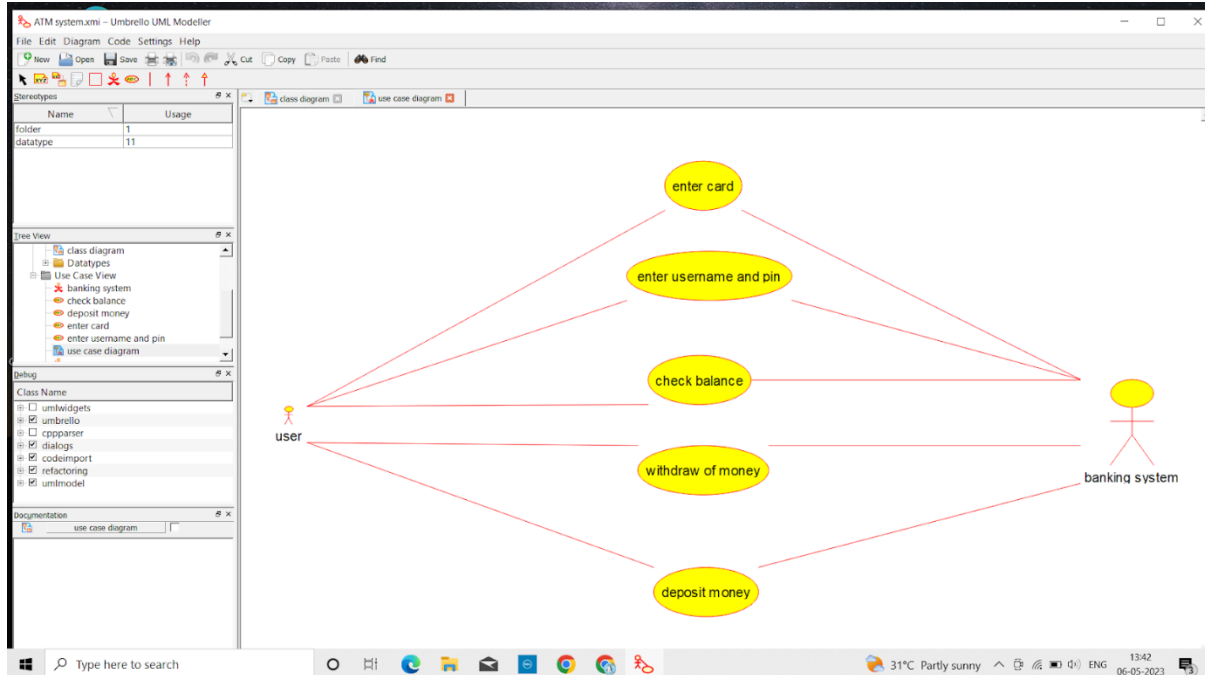 ATM system.xmi – Umbrello UML Modeller
File Edit Diagram Code Settings Help
New Open Save Cut Copy Paste Find
Stereotypes
Name Usage
folder 1
datatype 11
Tree View
class diagram
Datatypes
Use Case View
banking system
check balance
deposit money
enter card
enter username and pin
use case diagram
Debug
Class Name
umlwidgets
umbrello
cppparser
dialogs
codeimport
refactoring
umlmodel
Documentation
use case diagram
class diagram use case diagram
enter card
enter username and pin
check balance
user
withdraw of money
banking system
deposit money
Type here to search
31°C Partly sunny ENG 13:42
06-05-2023